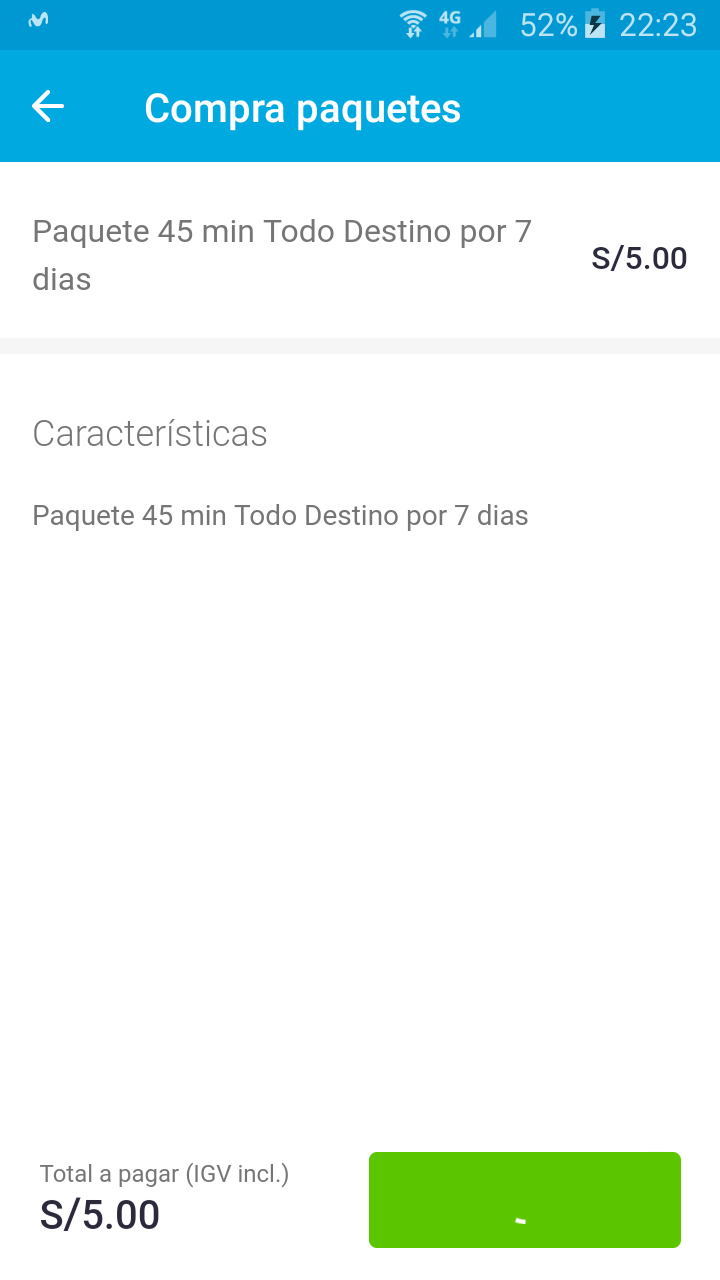 4G 52% 22:23
Compra paquetes
Paquete 45 min Todo Destino por 7
dias
S/5.00
Características
Paquete 45 min Todo Destino por 7 dias
Total a pagar (IGV incl.)
S/5.00